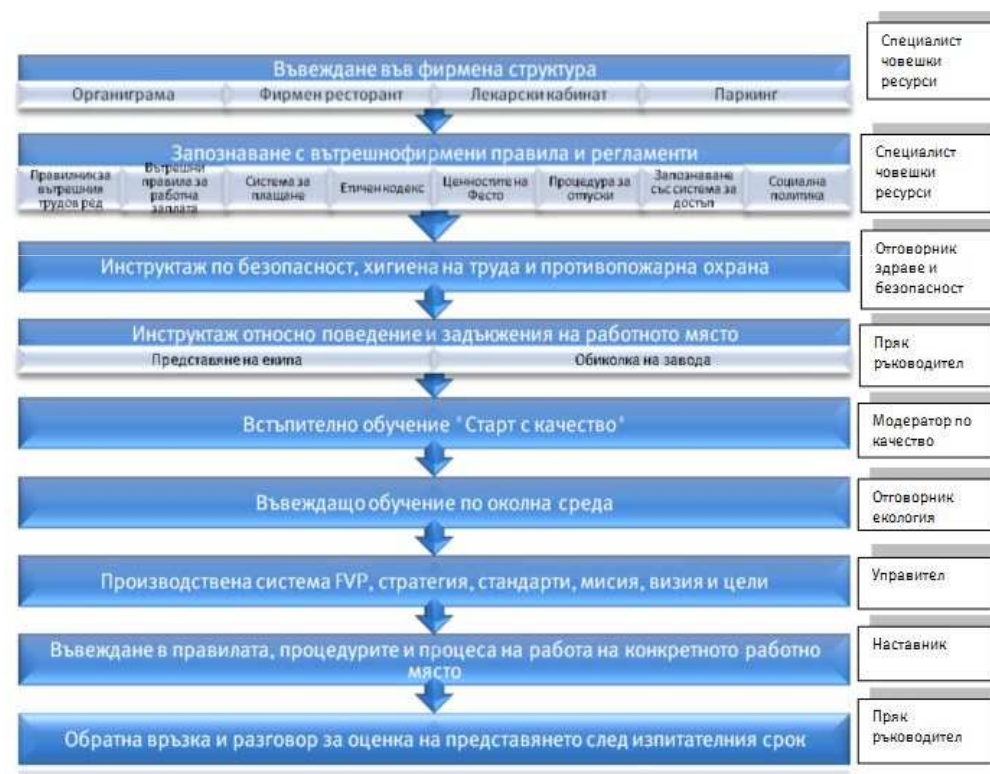 Въвеждане във фирмена структура
Органиграма
Фирмен ресторант
Лекарски кабинат
Паркинг
Специалист
човешки
ресурси
Запознаване с вътрешнофирмени правила и регламенти
Правилник за
вътрешния
трудов ред
Вътрешни
правила за
работна
заплата
Система за
плащане
Етичен кодекс
Ценностите на
Фесто
Процедура за
отпуски
Запознаване
със система за
достъп
Социална
политика
Специалист
човешки
ресурси
Инструктаж по безопасност, хигиена на труда и противопожарна охрана
Отговорник
здраве и
безопасност
Инструктаж относно поведение и задъжения на работното място
Представяне на екипа
Обиколка на завода
Пряк
ръководител
Встъпително обучение "Старт с качество"
Модератор по
качество
Въвеждащо обучение по околна среда
Отговорник
екология
Производствена система FVP, стратегия, стандарти, мисия, визия и цели
Управител
Въвеждане в правилата, процедурите и процеса на работа на конкретното работно
място
Наставник
Обратна връзка и разговор за оценка на представянето след изпитателния срок
Пряк
ръководител